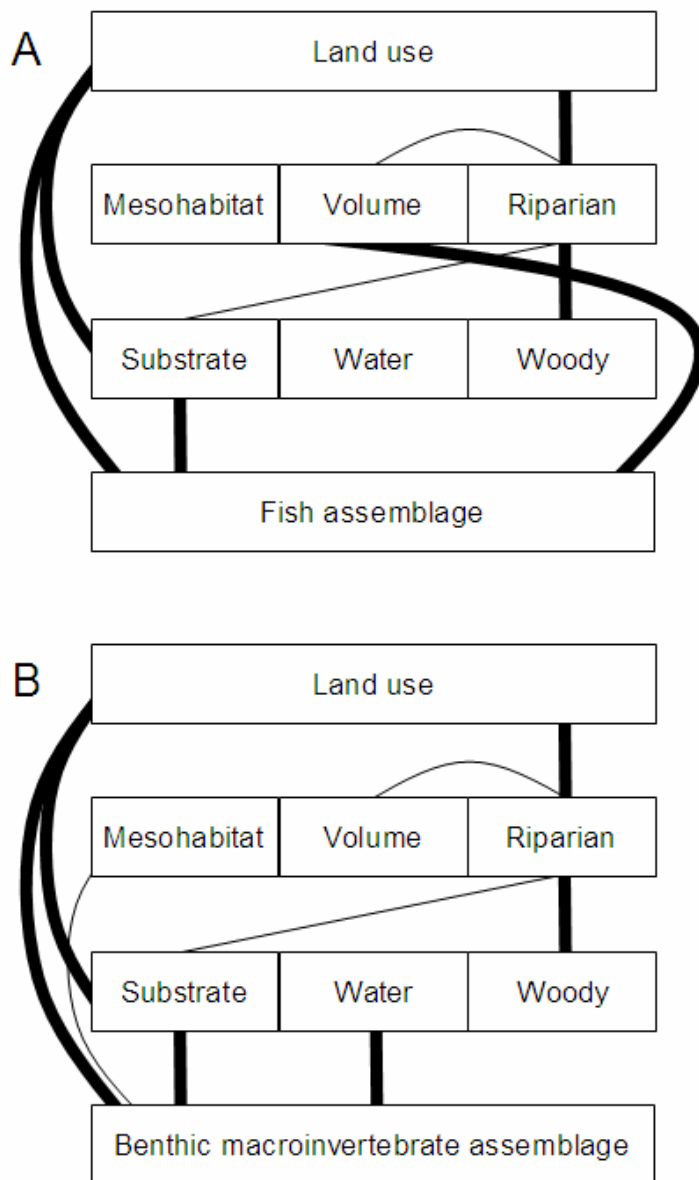 A
Land use
Mesohabitat Volume Riparian
Substrate Water Woody
Fish assemblage
B
Land use
Mesohabitat Volume Riparian
Substrate Water Woody
Benthic macroinvertebrate assemblage